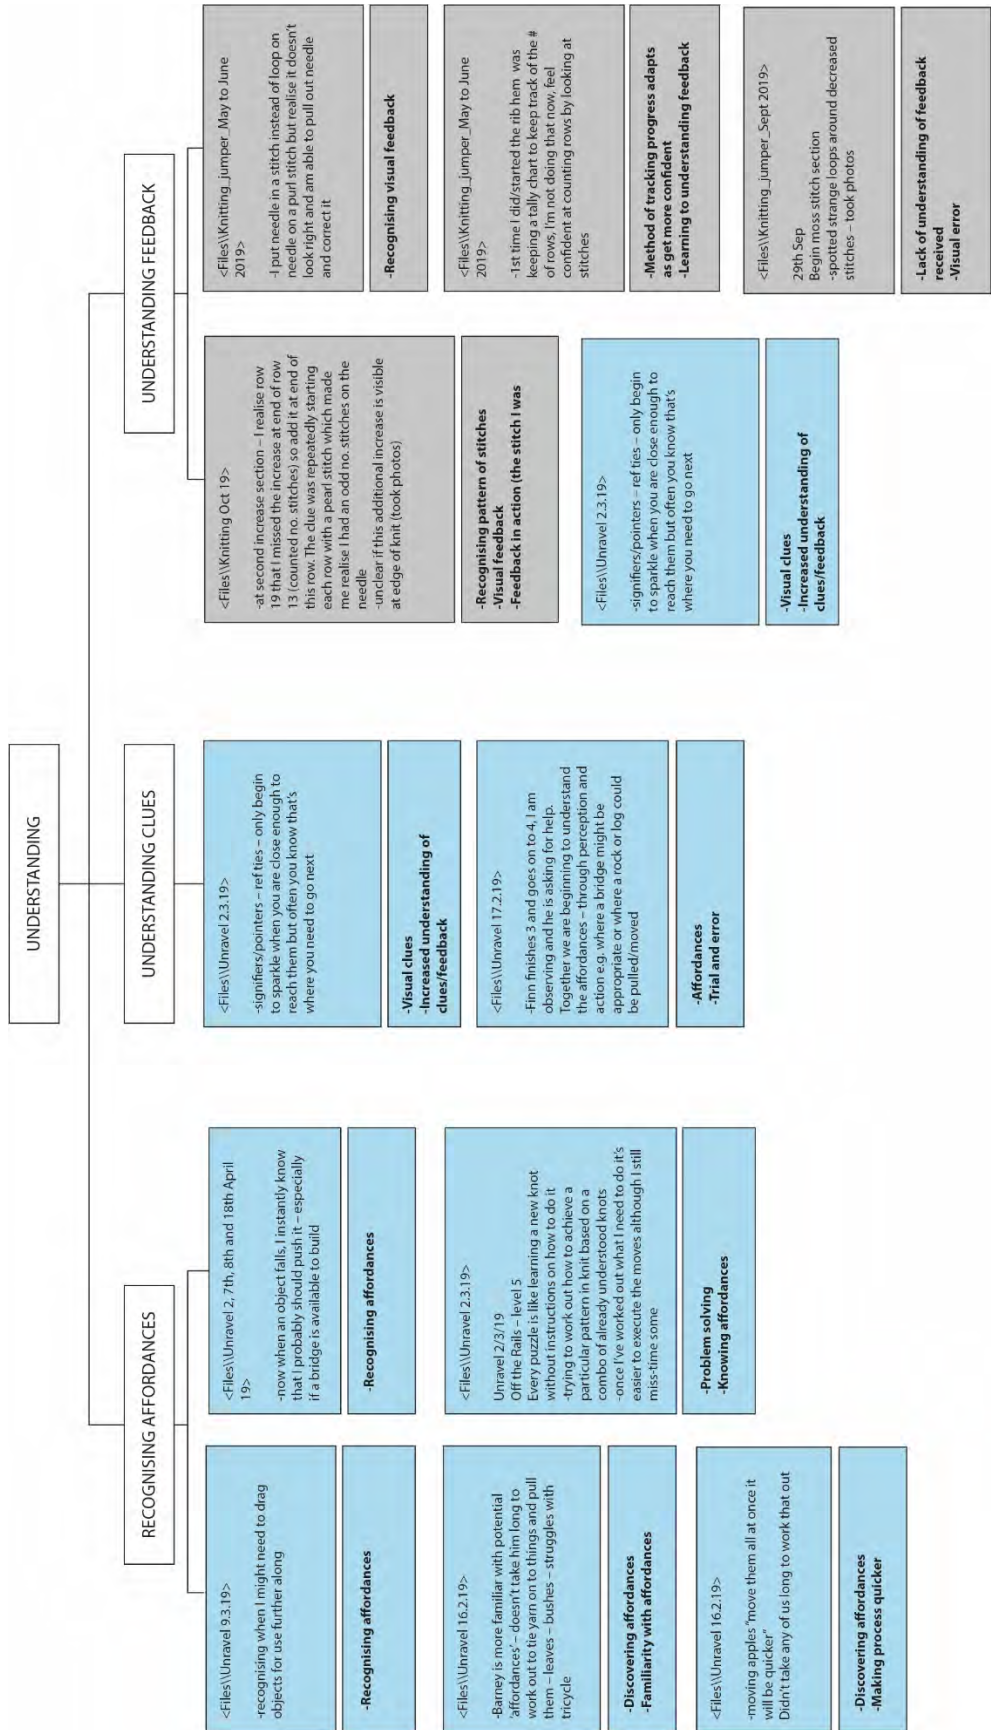 UNDERSTANDING
RECOGNISING AFFORDANCES
<Files\\Unravel 9.3.19>
-recognising when I might need to drag
objects for use further along
-Recognising affordances
<Files\\Unravel 16.2.19>
-Barney is more familiar with potential
'affordances' – doesn't take him long to
work out to tie yarn on to things and pull
them – leaves – bushes – struggles with
tricycle
-Discovering affordances
-Familiarity with affordances
<Files\\Unravel 16.2.19>
-moving apples "move them all at once it
will be quicker"
Didn't take any of us long to work that out
-Discovering affordances
-Making process quicker
<Files\\Unravel 2, 7th, 8th and 18th April
19>
-now when an object falls, I instantly know
that I probably should push it – especially
if a bridge is available to build
-Recognising affordances
<Files\\Unravel 2.3.19>
Unravel 2/3/19
Off the Rails – level 5
Every puzzle is like learning a new knot
without instructions on how to do it
-trying to work out how to achieve a
particular pattern in knit based on a
combo of already understood knots
-once I've worked out what I need to do it's
easier to execute the moves although I still
miss-time some
-Problem solving
-Knowing affordances
UNDERSTANDING CLUES
<Files\\Unravel 2.3.19>
-signifiers/pointers – ref ties – only begin
to sparkle when you are close enough to
reach them but often you know that's
where you need to go next
-Visual clues
-Increased understanding of
clues/feedback
<Files\\Unravel 17.2.19>
-Finn finishes 3 and goes on to 4, I am
observing and he is asking for help.
Together we are beginning to understand
the affordances – through perception and
action e.g. where a bridge might be
appropriate or where a rock or log could
be pulled/moved
-Affordances
-Trial and error
UNDERSTANDING FEEDBACK
<Files\\Knitting Oct 19>
-at second increase section – I realise row
19 that I missed the increase at end of row
13 (counted no. stitches) so add it at end of
this row. The clue was repeatedly starting
each row with a pearl stitch which made
me realise I had an odd no. stitches on the
needle
-unclear if this additional increase is visible
at edge of knit (took photos)
-Recognising pattern of stitches
-Visual feedback
-Feedback in action (the stitch I was
<Files\\Unravel 2.3.19>
-signifiers/pointers – ref ties – only begin
to sparkle when you are close enough to
reach them but often you know that's
where you need to go next
-Visual clues
-Increased understanding of
clues/feedback
<Files\\Knitting_jumper_May to June
2019>
-I put needle in a stitch instead of loop on
needle on a purl stitch but realise it doesn't
look right and am able to pull out needle
and correct it
-Recognising visual feedback
<Files\\Knitting_jumper_May to June
2019>
-1st time I did/started the rib hem was
keeping a tally chart to keep track of the #
of rows, I'm not doing that now, feel
confident at counting rows by looking at
stitches
-Method of tracking progress adapts
as get more confident
-Learning to understanding feedback
<Files\\Knitting_jumper_Sept 2019>
29th Sep
Begin moss stitch section
-spotted strange loops around decreased
stitches – took photos
-Lack of understanding of feedback
received
-Visual error